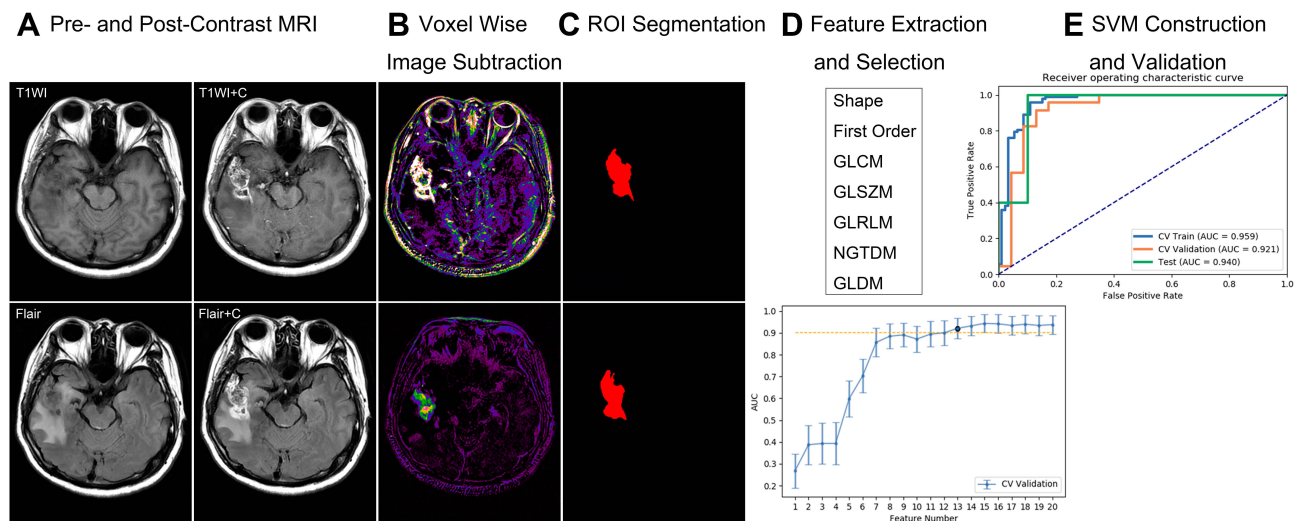 A Pre- and Post-Contrast MRI
B Voxel Wise
Image Subtraction
C ROI Segmentation
D Feature Extraction
and Selection
E SVM Construction
and Validation
T1WI
T1WI+C
Flair
Flair+C
Shape
First Order
GLCM
GLSZM
GLRLM
NGTDM
GLDM
Receiver operating characteristic curve
True Positive Rate
1.0
0.8
0.6
0.4
0.2
0.0
CV Train (AUC = 0.959)
CV Validation (AUC = 0.921)
Test (AUC = 0.940)
0.0 0.2 0.4 0.6 0.8 1.0
False Positive Rate
AUC
1.0
0.9
0.8
0.7
0.6
0.5
0.4
0.3
0.2
CV Validation
1 2 3 4 5 6 7 8 9 10 11 12 13 14 15 16 17 18 19 20
Feature Number